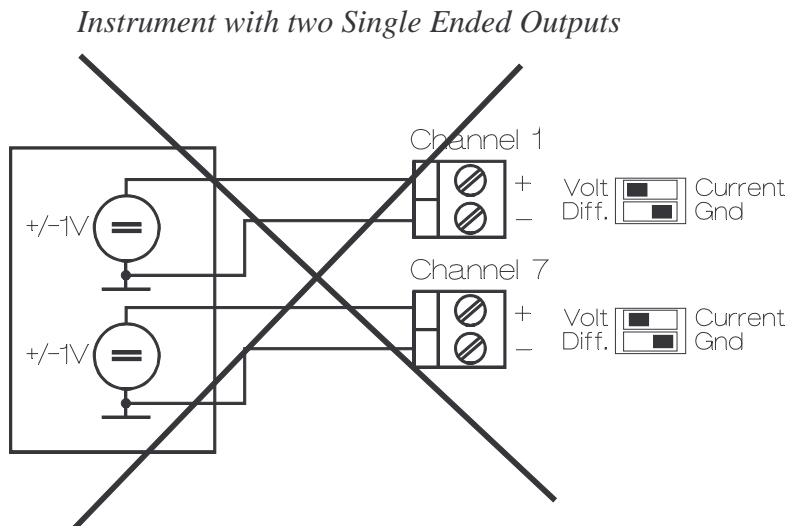 Instrument with two Single Ended Outputs
Channel 1
+/-1V
+
−
Volt Current
Diff. Gnd
Channel 7
+/-1V
+
−
Volt Current
Diff. Gnd